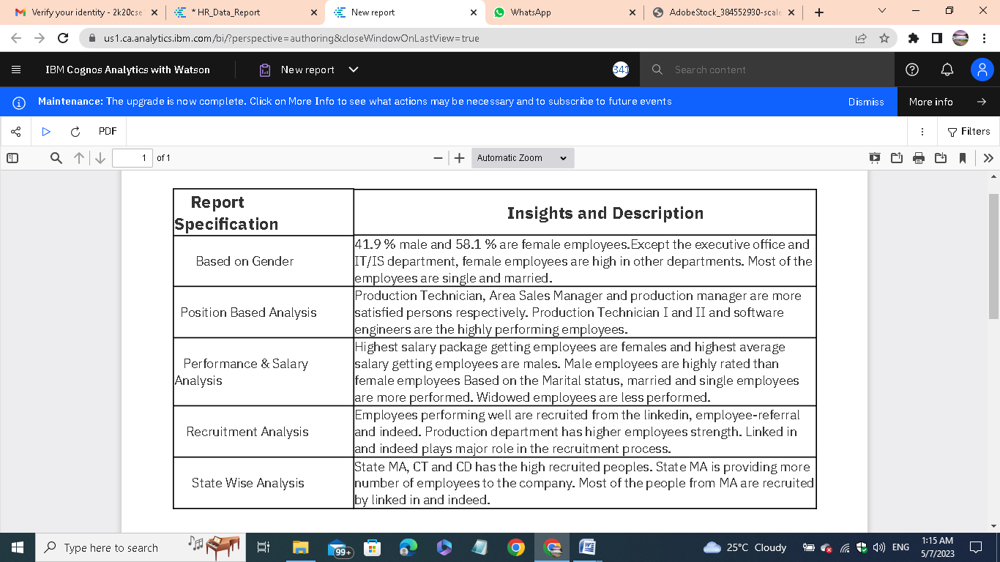 Verify your identity - 2k20cse
* HR_Data_Report
New report
WhatsApp
AdobeStock_384552930-scale
us1.ca.analytics.ibm.com/bi/?perspective=authoring&closeWindowOnLastView=true
IBM Cognos Analytics with Watson
New report
341
Search content
Maintenance: The upgrade is now complete. Click on More Info to see what actions may be necessary and to subscribe to future events
Dismiss
More info
PDF
Filters
1 of 1
Automatic Zoom
Report
Specification
Insights and Description
Based on Gender
41.9 % male and 58.1 % are female employees.Except the executive office and
IT/IS department, female employees are high in other departments. Most of the
employees are single and married.
Position Based Analysis
Production Technician, Area Sales Manager and production manager are more
satisfied persons respectively. Production Technician I and II and software
engineers are the highly performing employees.
Performance & Salary
Analysis
Highest salary package getting employees are females and highest average
salary getting employees are males. Male employees are highly rated than
female employees Based on the Marital status, married and single employees
are more performed. Widowed employees are less performed.
Recruitment Analysis
Employees performing well are recruited from the linkedin, employee-referral
and indeed. Production department has higher employees strength. Linked in
and indeed plays major role in the recruitment process.
State Wise Analysis
State MA, CT and CD has the high recruited peoples. State MA is providing more
number of employees to the company. Most of the people from MA are recruited
by linked in and indeed.
Type here to search
99+
25°C Cloudy
ENG
1:15 AM
5/7/2023